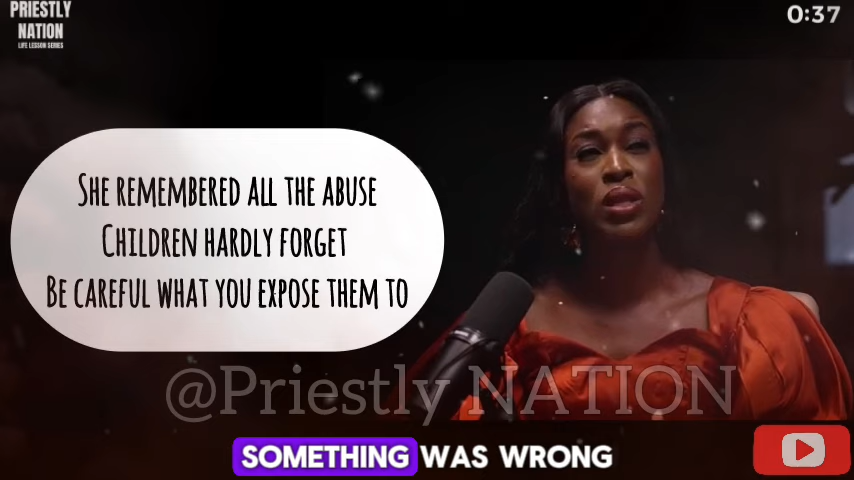 PRIESTLY
NATION
LIFE LESSON SERIES
0:37
SHE REMEMBERED ALL THE ABUSE
CHILDREN HARDLY FORGET
BE CAREFUL WHAT YOU EXPOSE THEM TO
@Priestly NATION
SOMETHING WAS WRONG